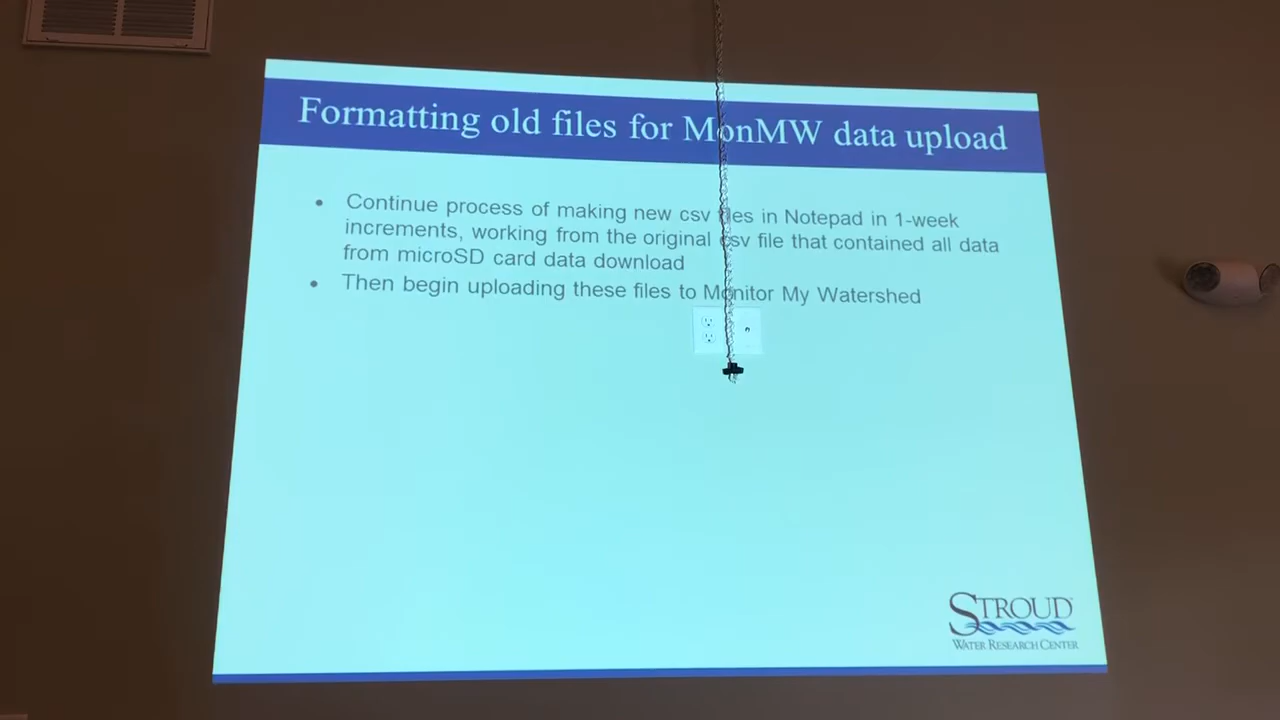 Formatting old files for MonMW data upload
• Continue process of making new csv files in Notepad in 1-week
increments, working from the original csv file that contained all data
from microSD card data download
• Then begin uploading these files to Monitor My Watershed
STROUD
WATER RESEARCH CENTER